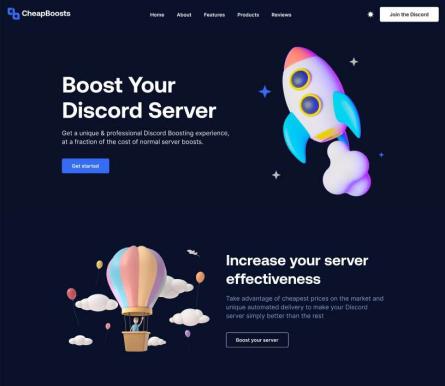 CheapBoosts
Home About Features Products Reviews
Join the Discord
Boost Your
Discord Server
Get a unique & professional Discord Boosting experience,
at a fraction of the cost of normal server boosts.
Get started
Increase your server
effectiveness
Take advantage of cheapest prices on the market and
unique automated delivery to make your Discord
server simply better than the rest
Boost your server